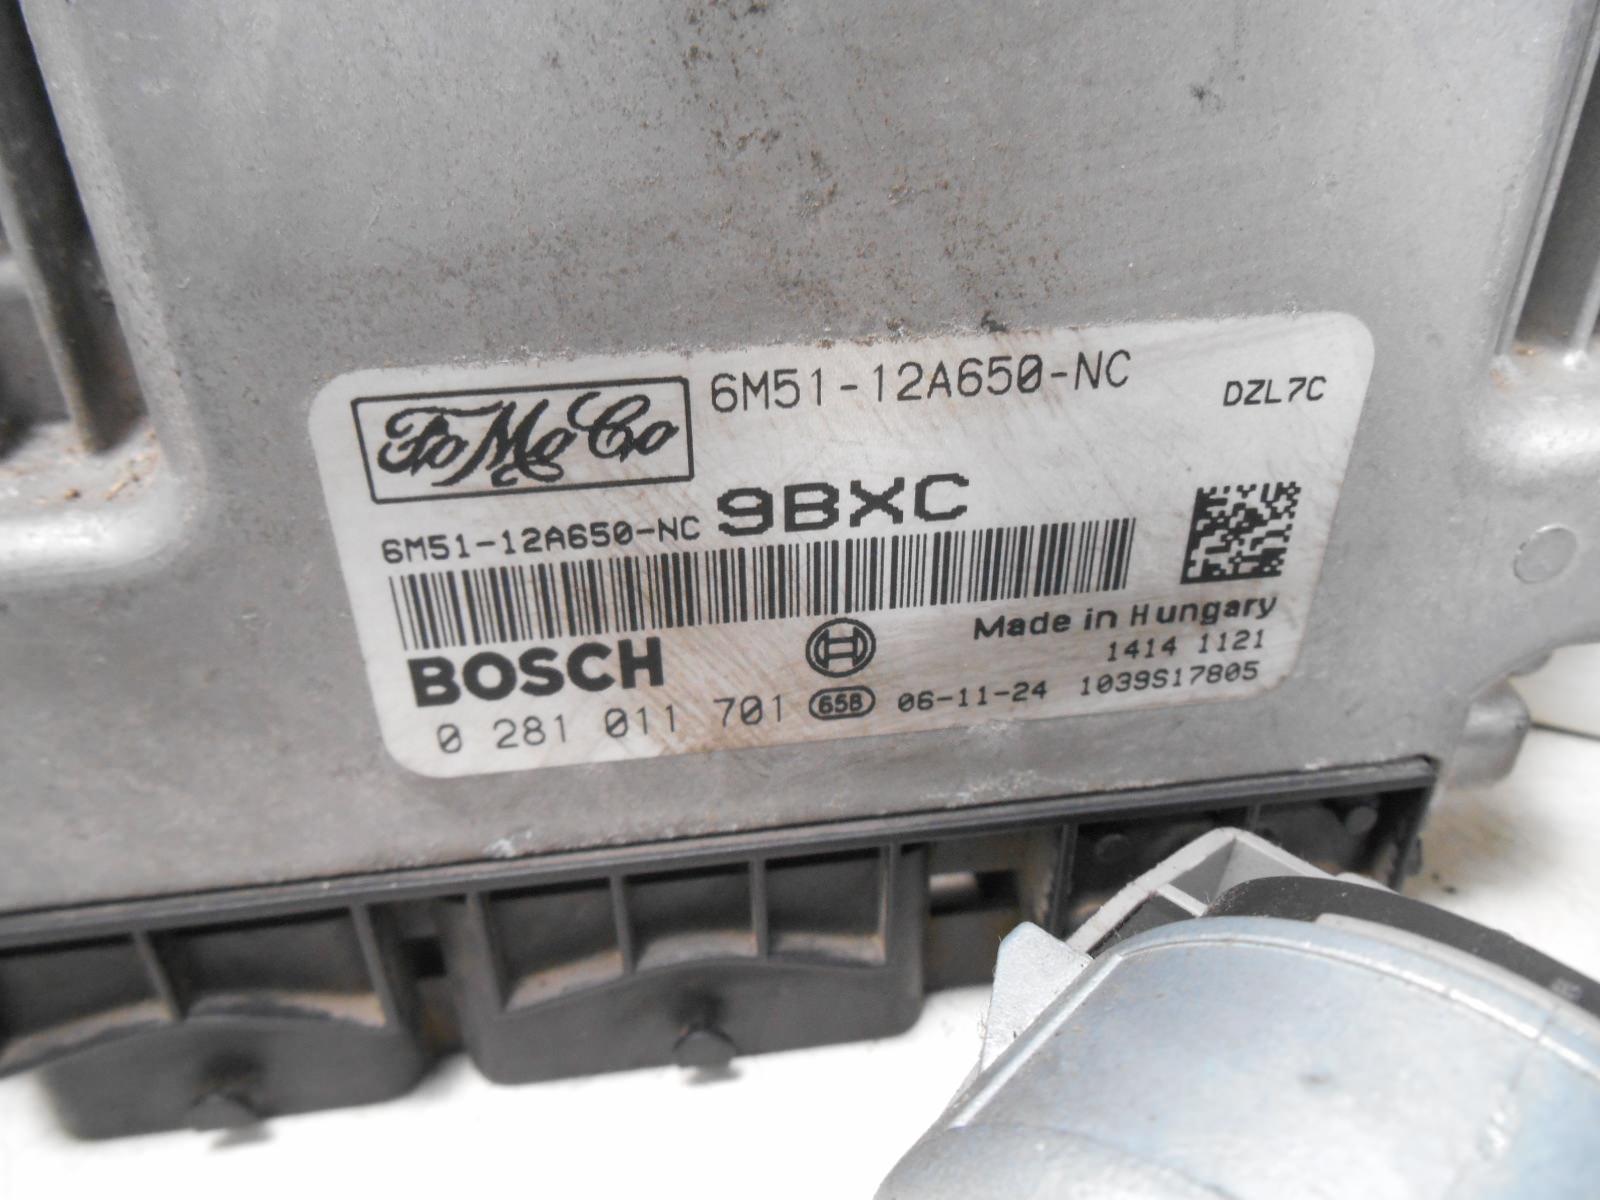 FoMoCo 6M51-12A650-NC DZL7C
6M51-12A650-NC 9BXC
Made in Hungary
BOSCH 1414 1121
0 281 011 701 65B 06-11-24 1039S17805